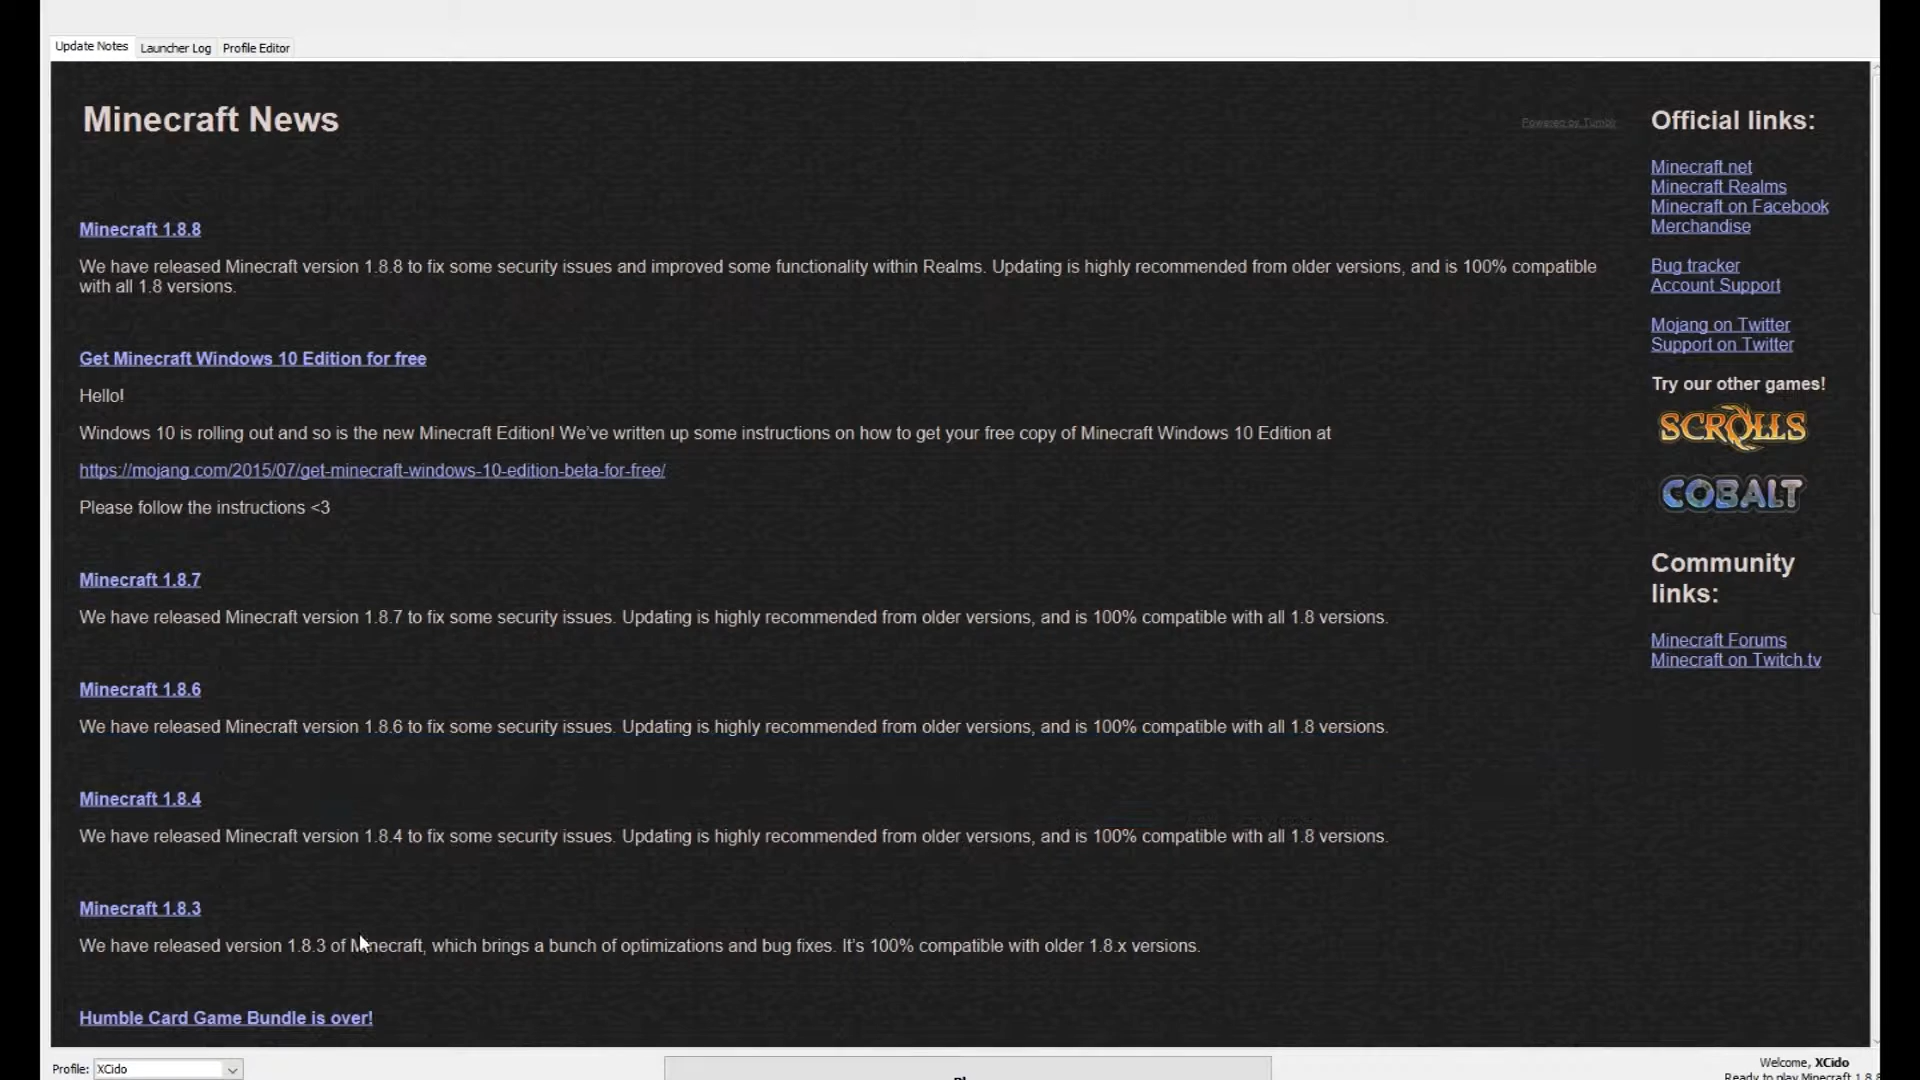 Update Notes
Launcher Log
Profile Editor
Minecraft News
Powered by Tumblr
Minecraft 1.8.8
We have released Minecraft version 1.8.8 to fix some security issues and improved some functionality within Realms. Updating is highly recommended from older versions, and is 100% compatible
with all 1.8 versions.
Get Minecraft Windows 10 Edition for free
Hello!
Windows 10 is rolling out and so is the new Minecraft Edition! We've written up some instructions on how to get your free copy of Minecraft Windows 10 Edition at
https://mojang.com/2015/07/get-minecraft-windows-10-edition-beta-for-free/
Please follow the instructions <3
Minecraft 1.8.7
We have released Minecraft version 1.8.7 to fix some security issues. Updating is highly recommended from older versions, and is 100% compatible with all 1.8 versions.
Minecraft 1.8.6
We have released Minecraft version 1.8.6 to fix some security issues. Updating is highly recommended from older versions, and is 100% compatible with all 1.8 versions.
Minecraft 1.8.4
We have released Minecraft version 1.8.4 to fix some security issues. Updating is highly recommended from older versions, and is 100% compatible with all 1.8 versions.
Minecraft 1.8.3
We have released version 1.8.3 of Minecraft, which brings a bunch of optimizations and bug fixes. It's 100% compatible with older 1.8.x versions.
Humble Card Game Bundle is over!
Official links:
Minecraft.net
Minecraft Realms
Minecraft on Facebook
Merchandise
Bug tracker
Account Support
Mojang on Twitter
Support on Twitter
Try our other games!
SCROLLS
COBALT
Community
links:
Minecraft Forums
Minecraft on Twitch.tv
Profile: XCido
Welcome, XCido
Ready to play Minecraft 1.8.8